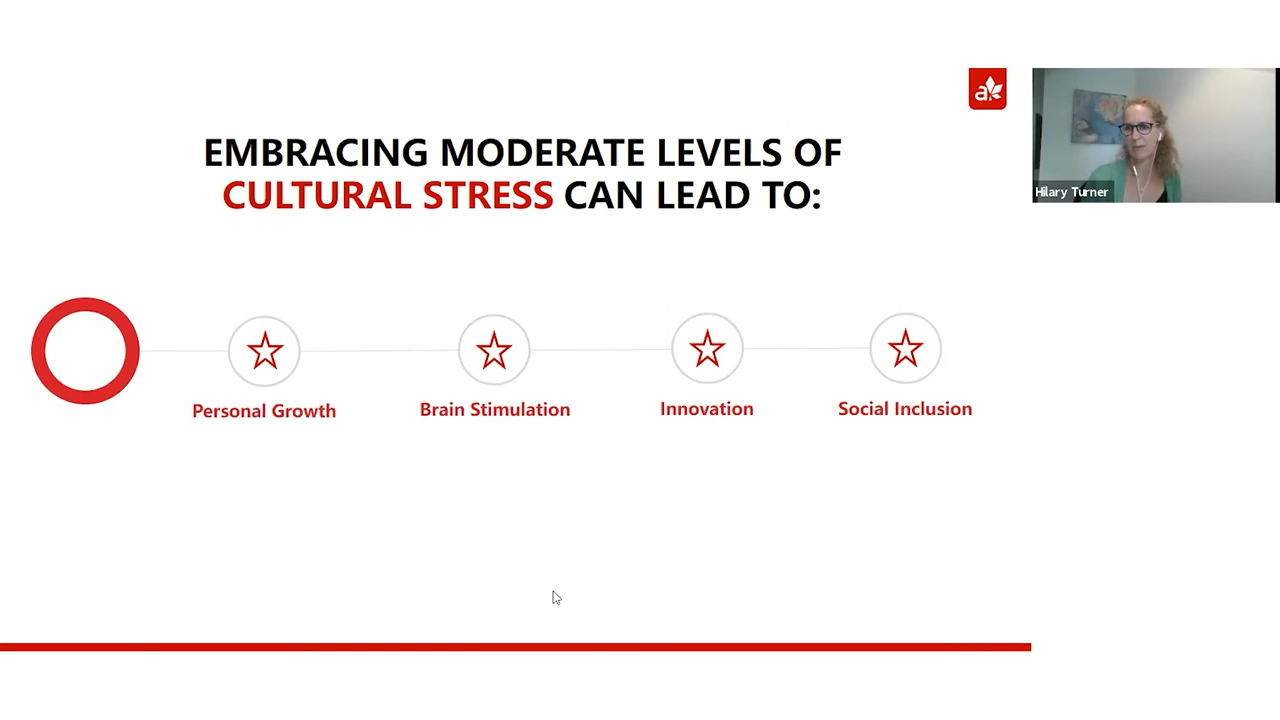 EMBRACING MODERATE LEVELS OF
CULTURAL STRESS CAN LEAD TO:
a
Hilary Turner
Personal Growth
Brain Stimulation
Innovation
Social Inclusion